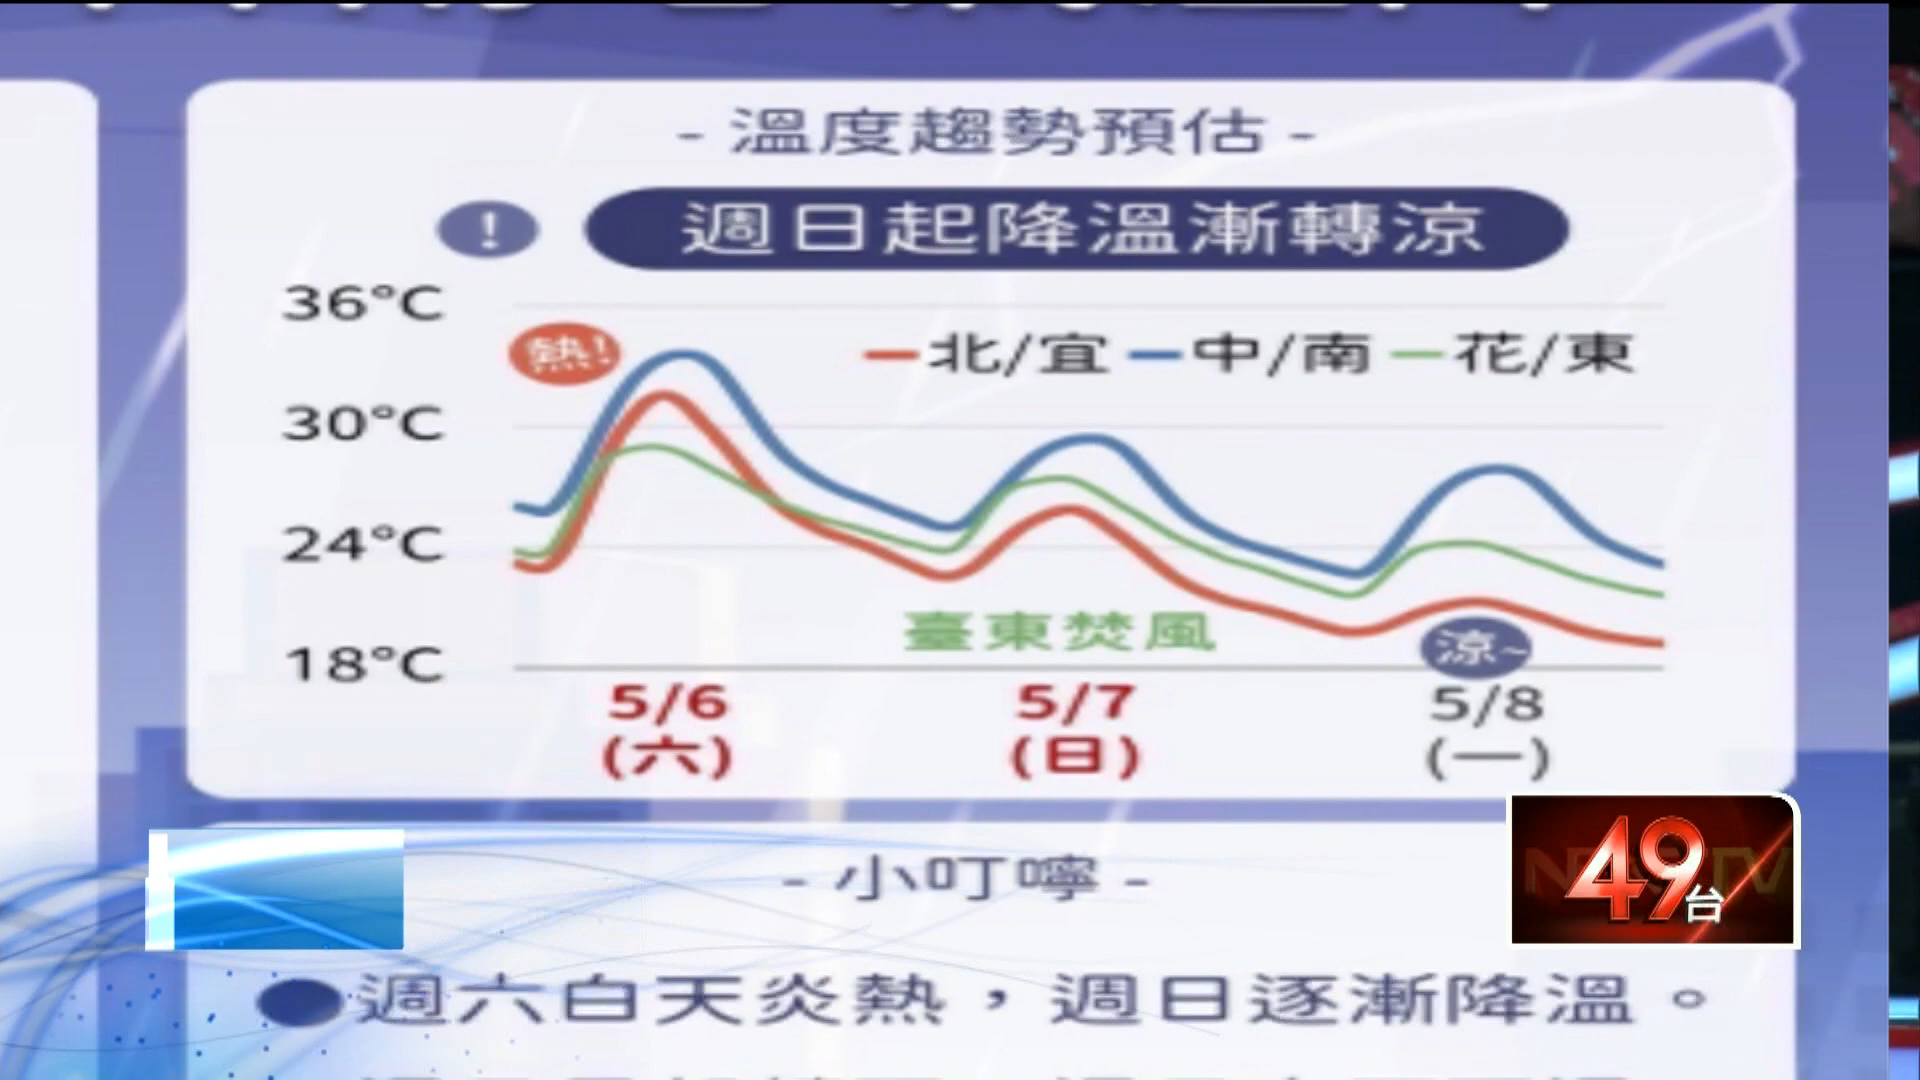 - 溫度趨勢預估 -
! 週日起降溫漸轉涼
36°C
熱!
北/宜 中/南 花/東
30°C
24°C
臺東焚風
18°C
涼~
5/6 5/7 5/8
(六) (日) (一)
49台
- 小叮嚀 -
●週六白天炎熱，週日逐漸降溫。